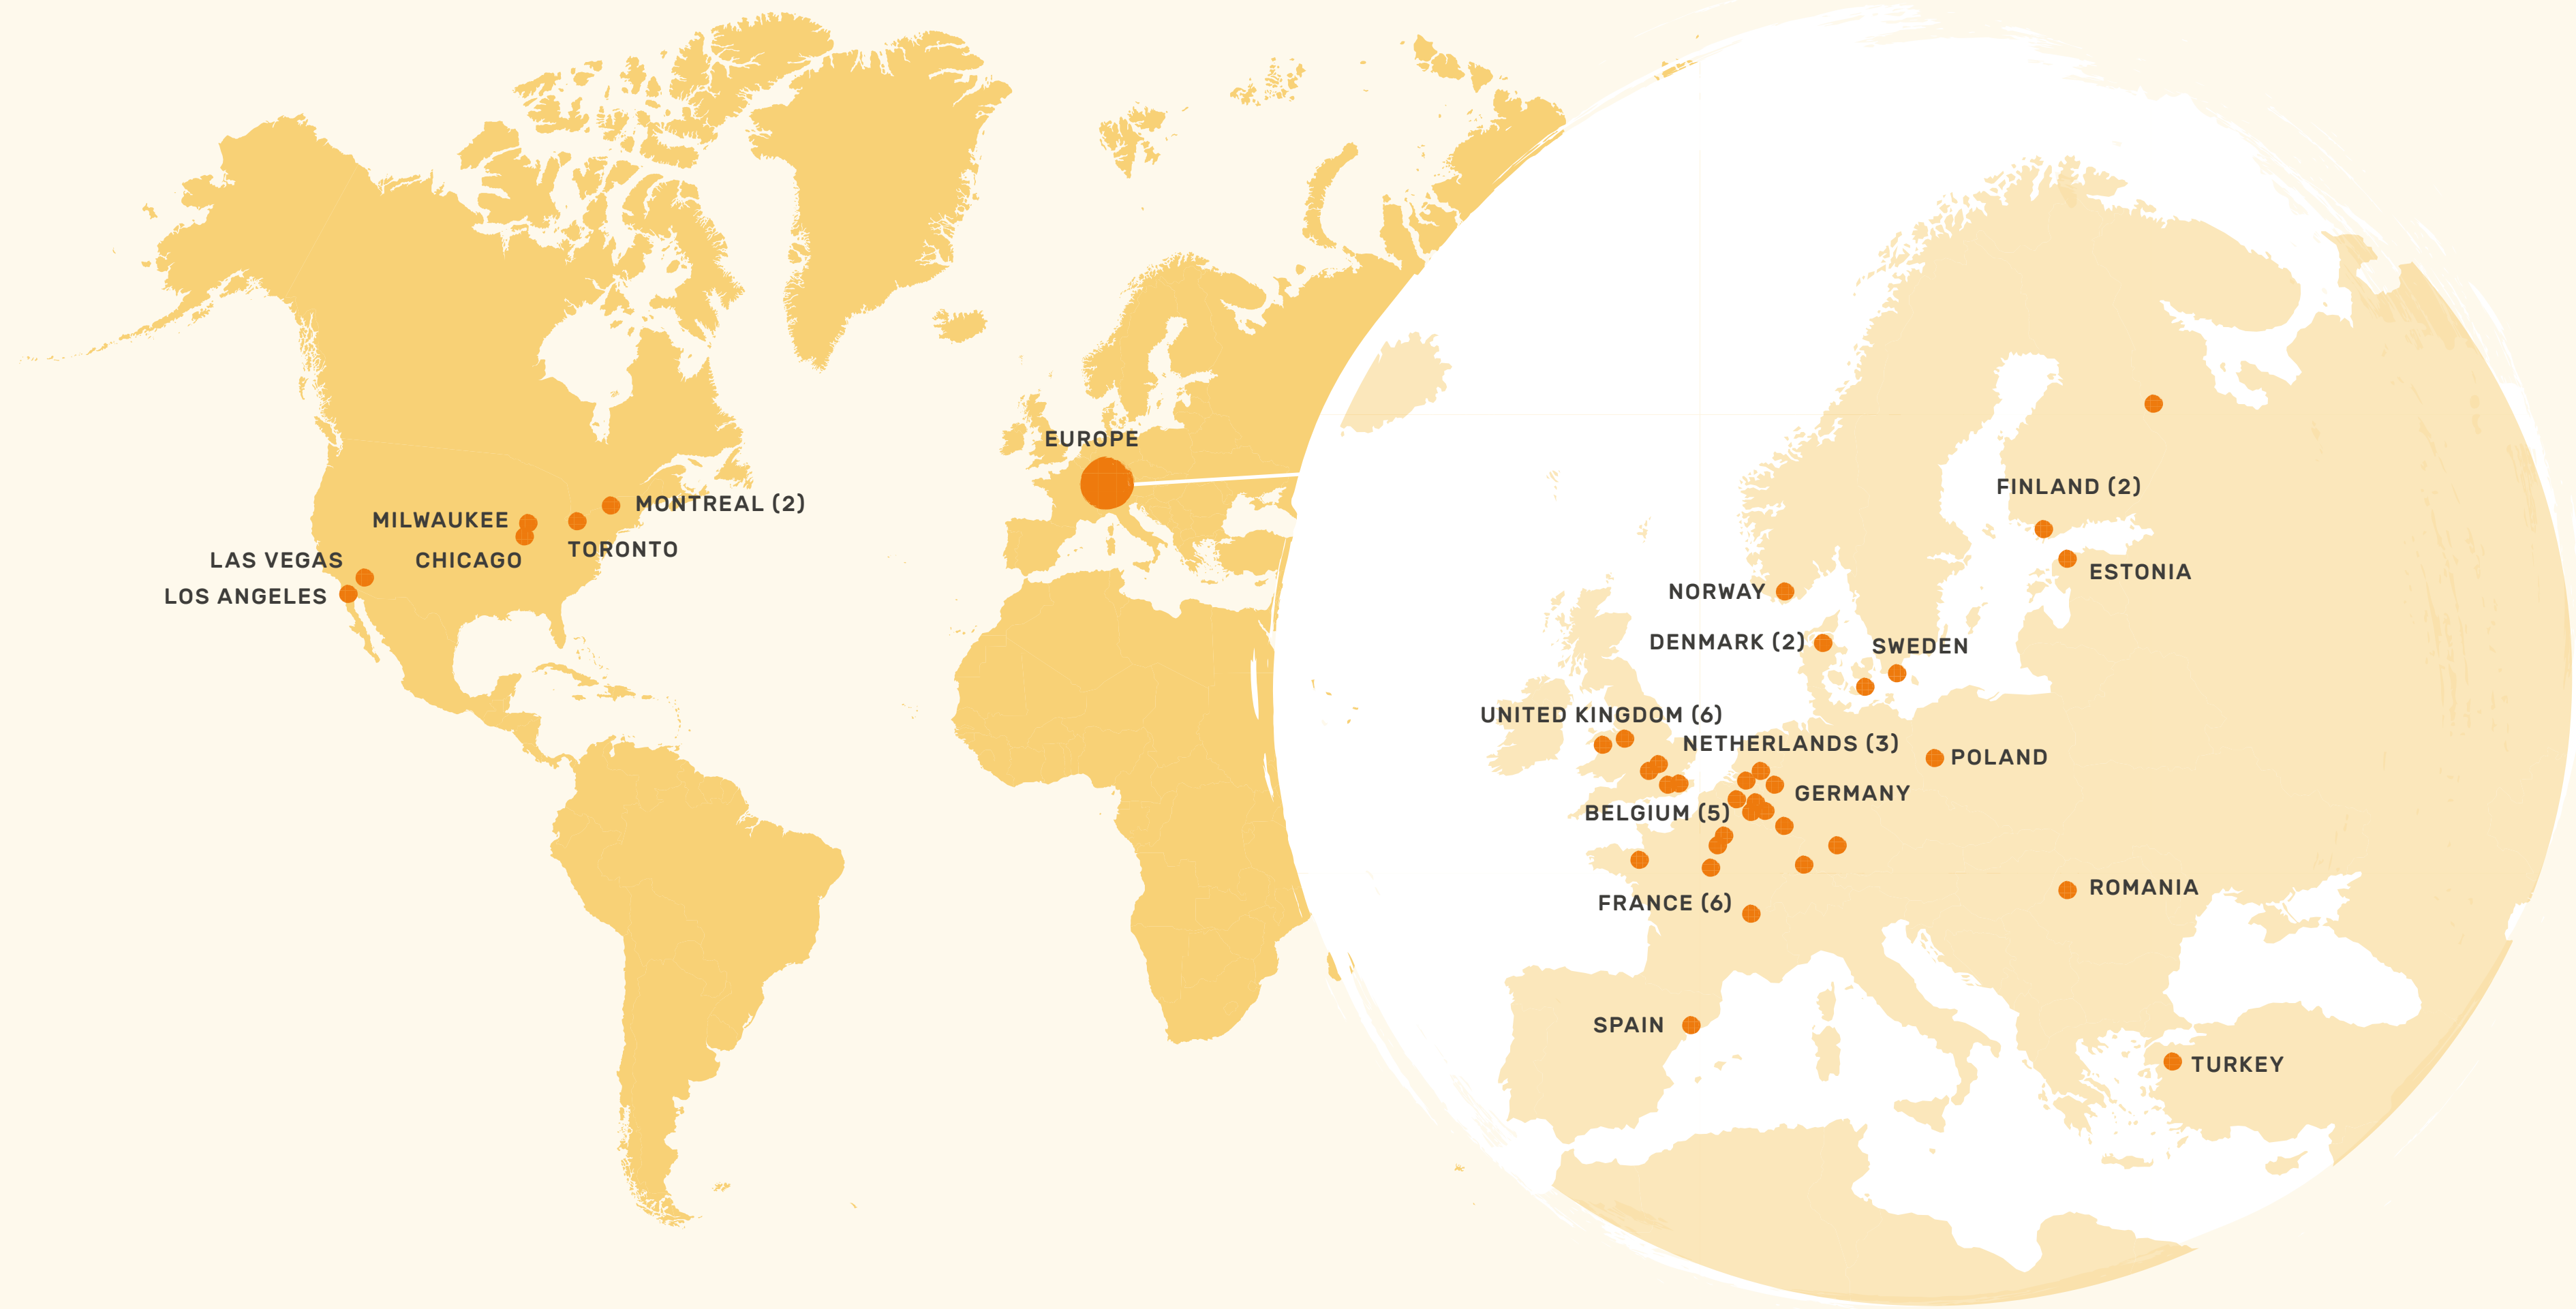 EUROPE
MONTREAL (2)
MILWAUKEE
TORONTO
LAS VEGAS
CHICAGO
LOS ANGELES
FINLAND (2)
ESTONIA
NORWAY
DENMARK (2)
SWEDEN
UNITED KINGDOM (6)
NETHERLANDS (3)
POLAND
GERMANY
BELGIUM (5)
ROMANIA
FRANCE (6)
SPAIN
TURKEY